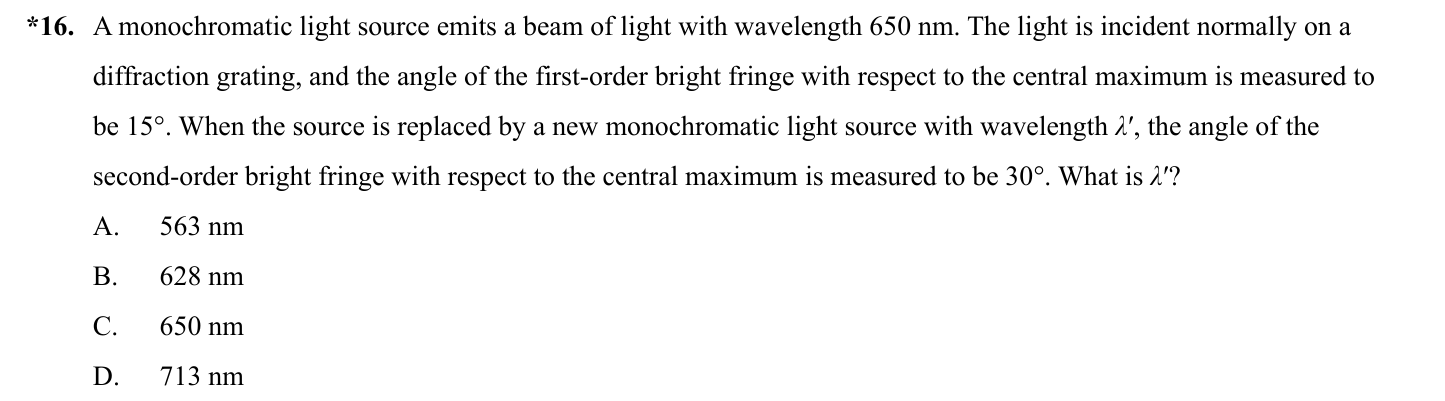 *16. A monochromatic light source emits a beam of light with wavelength 650 nm. The light is incident normally on a
diffraction grating, and the angle of the first-order bright fringe with respect to the central maximum is measured to
be 15°. When the source is replaced by a new monochromatic light source with wavelength λ′, the angle of the
second-order bright fringe with respect to the central maximum is measured to be 30°. What is λ′?
A. 563 nm
B. 628 nm
C. 650 nm
D. 713 nm